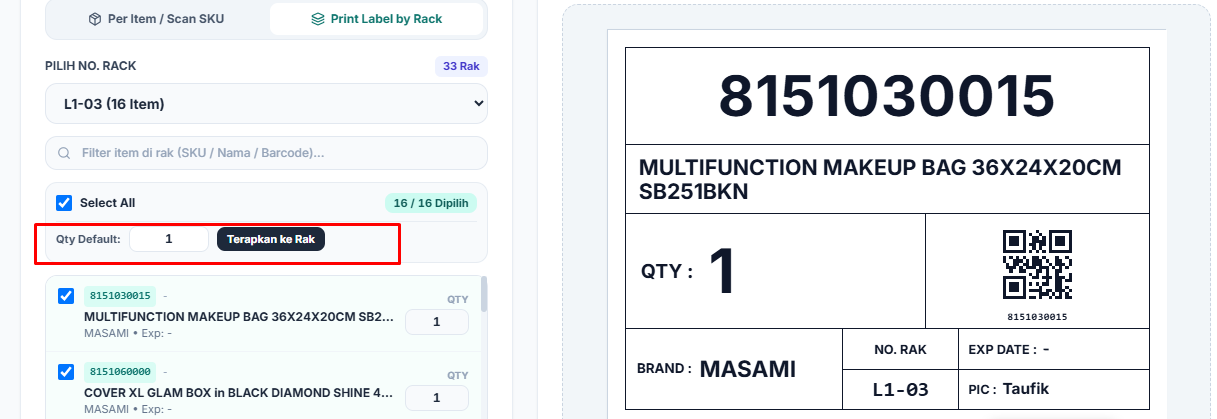 Per Item / Scan SKU
Print Label by Rack
PILIH NO. RACK
33 Rak
L1-03 (16 Item)
Filter item di rak (SKU / Nama / Barcode)...
Select All
16 / 16 Dipilih
Qty Default:
1
Terapkan ke Rak
8151030015 -
QTY
MULTIFUNCTION MAKEUP BAG 36X24X20CM SB2...
1
MASAMI • Exp: -
8151060000 -
QTY
COVER XL GLAM BOX in BLACK DIAMOND SHINE 4...
1
MASAMI • Exp: -
8151030015
MULTIFUNCTION MAKEUP BAG 36X24X20CM
SB251BKN
QTY : 1
8151030015
BRAND : MASAMI
NO. RAK
L1-03
EXP DATE : -
PIC : Taufik